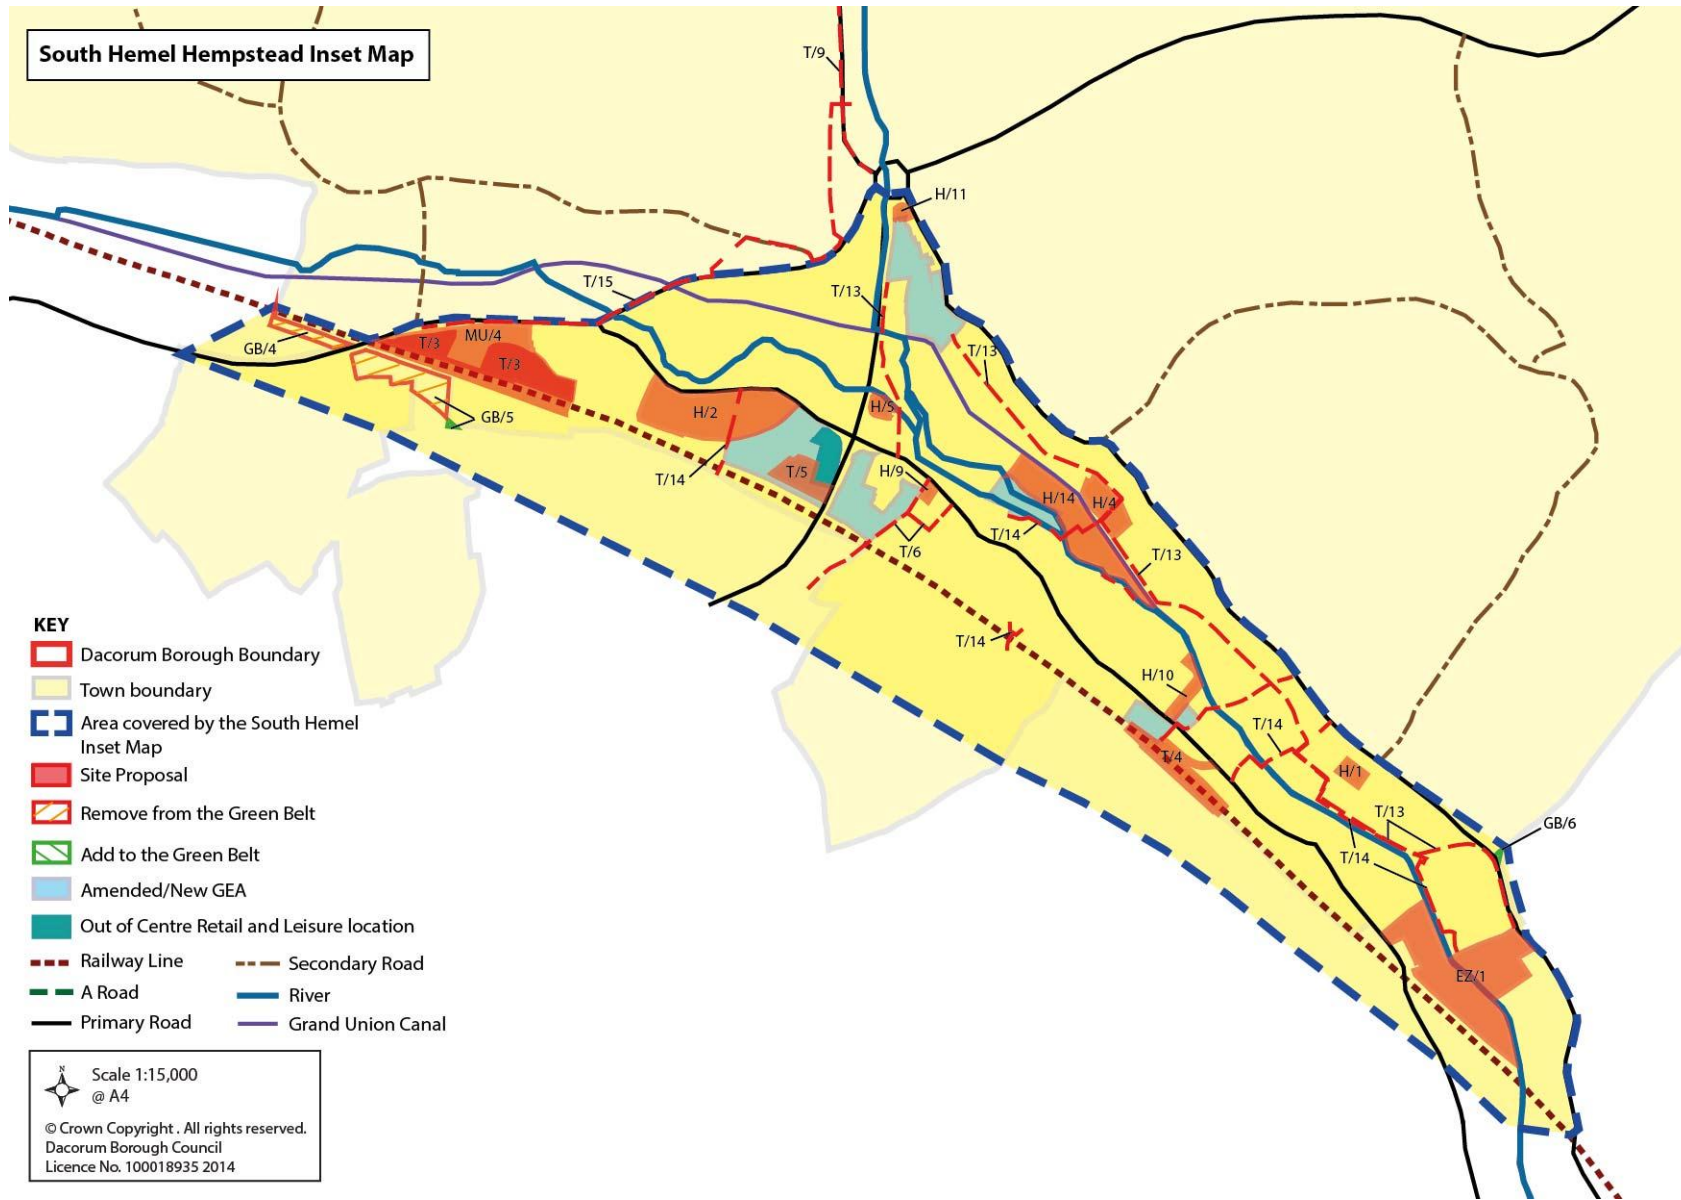 South Hemel Hempstead Inset Map
T/9
H/11
T/15
T/13
GB/4
T/3
MU/4
T/3
T/13
GB/5
H/2
H/5
T/14
T/5
H/9
H/14
H/4
T/14
T/6
T/13
T/14
H/10
T/14
T/4
H/1
T/13
GB/6
T/14
EZ/1
KEY
Dacorum Borough Boundary
Town boundary
Area covered by the South Hemel
Inset Map
Site Proposal
Remove from the Green Belt
Add to the Green Belt
Amended/New GEA
Out of Centre Retail and Leisure location
Railway Line
Secondary Road
A Road
River
Primary Road
Grand Union Canal
N
Scale 1:15,000
@ A4
© Crown Copyright . All rights reserved.
Dacorum Borough Council
Licence No. 100018935 2014